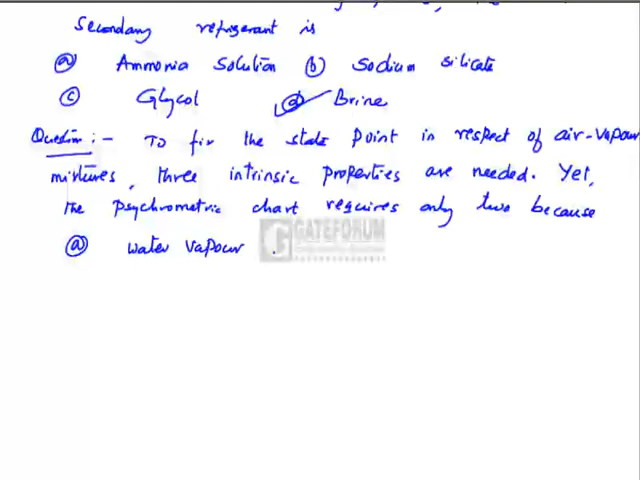 Secondary refrigerant is
ⓐ Ammonia Solution ⓑ Sodium silicate
ⓒ Glycol ⓓ Brine
Question :- To fix the state point in respect of air-vapour
mixtures, three intrinsic properties are needed. Yet,
the psychrometric chart requires only two because
ⓐ water vapour
GATEFORUM